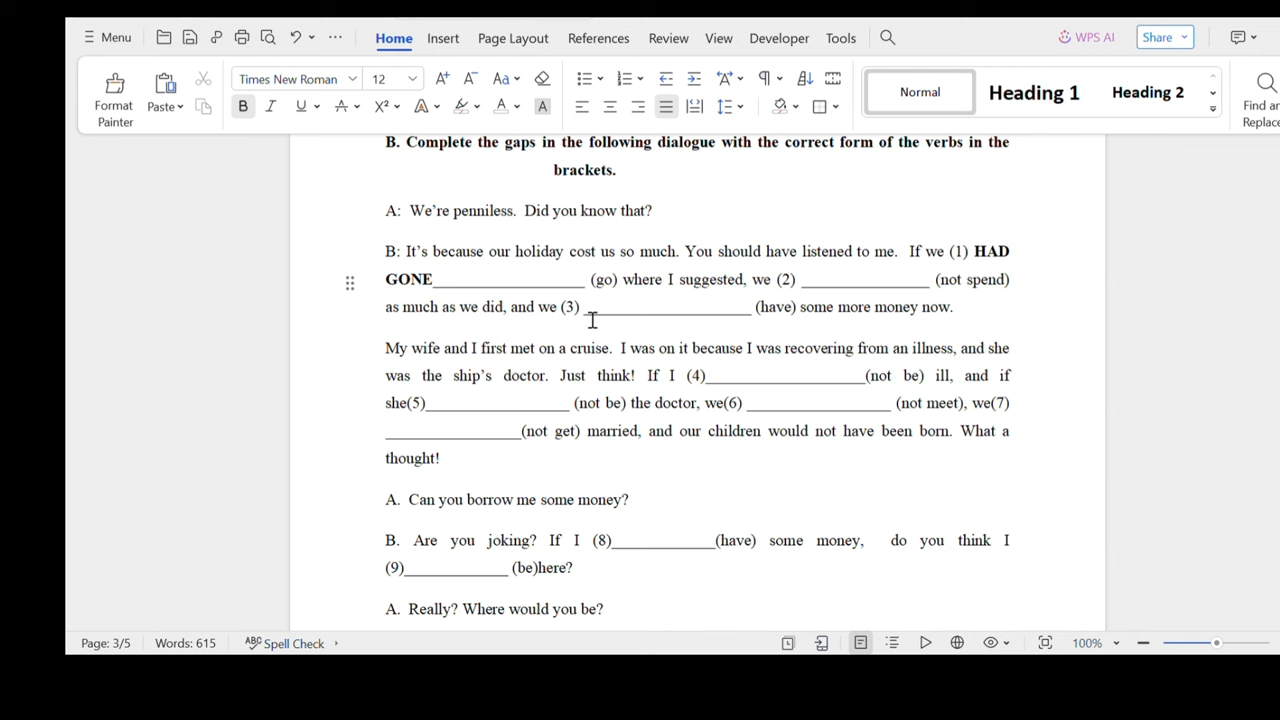 Menu Home Insert Page Layout References Review View Developer Tools WPS AI Share
Format Painter Paste Times New Roman 12 Normal Heading 1 Heading 2 Find an Replace
B. Complete the gaps in the following dialogue with the correct form of the verbs in the
brackets.
A: We're penniless. Did you know that?
B: It's because our holiday cost us so much. You should have listened to me. If we (1) HAD
GONE________________ (go) where I suggested, we (2) ______________ (not spend)
as much as we did, and we (3) __________________ (have) some more money now.
My wife and I first met on a cruise. I was on it because I was recovering from an illness, and she
was the ship's doctor. Just think! If I (4)_________________(not be) ill, and if
she(5)________________ (not be) the doctor, we(6) ________________ (not meet), we(7)
_______________(not get) married, and our children would not have been born. What a
thought!
A. Can you borrow me some money?
B. Are you joking? If I (8)___________(have) some money, do you think I
(9)___________ (be)here?
A. Really? Where would you be?
Page: 3/5 Words: 615 ABC Spell Check 100%